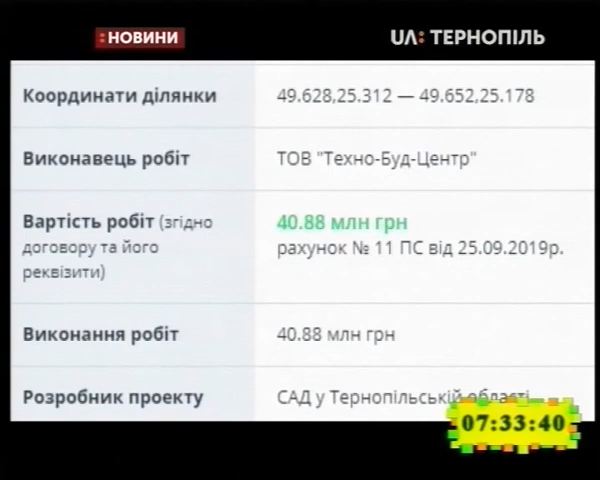 :НОВИНИ
UA: ТЕРНОПІЛЬ
Координати ділянки
49.628,25.312 — 49.652,25.178
Виконавець робіт
ТОВ "Техно-Буд-Центр"
Вартість робіт (згідно
договору та його
реквізити)
40.88 млн грн
рахунок № 11 ПС від 25.09.2019р.
Виконання робіт
40.88 млн грн
Розробник проекту
САД у Тернопільській області
07:33:40